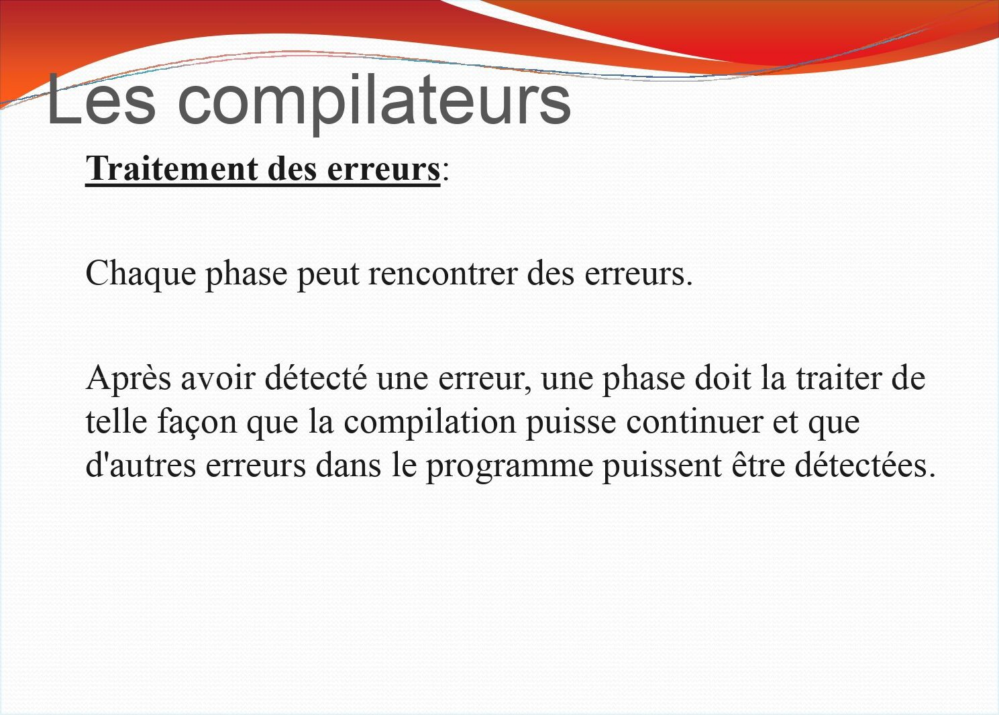 Les compilateurs
Traitement des erreurs:
Chaque phase peut rencontrer des erreurs.
Après avoir détecté une erreur, une phase doit la traiter de
telle façon que la compilation puisse continuer et que
d'autres erreurs dans le programme puissent être détectées.